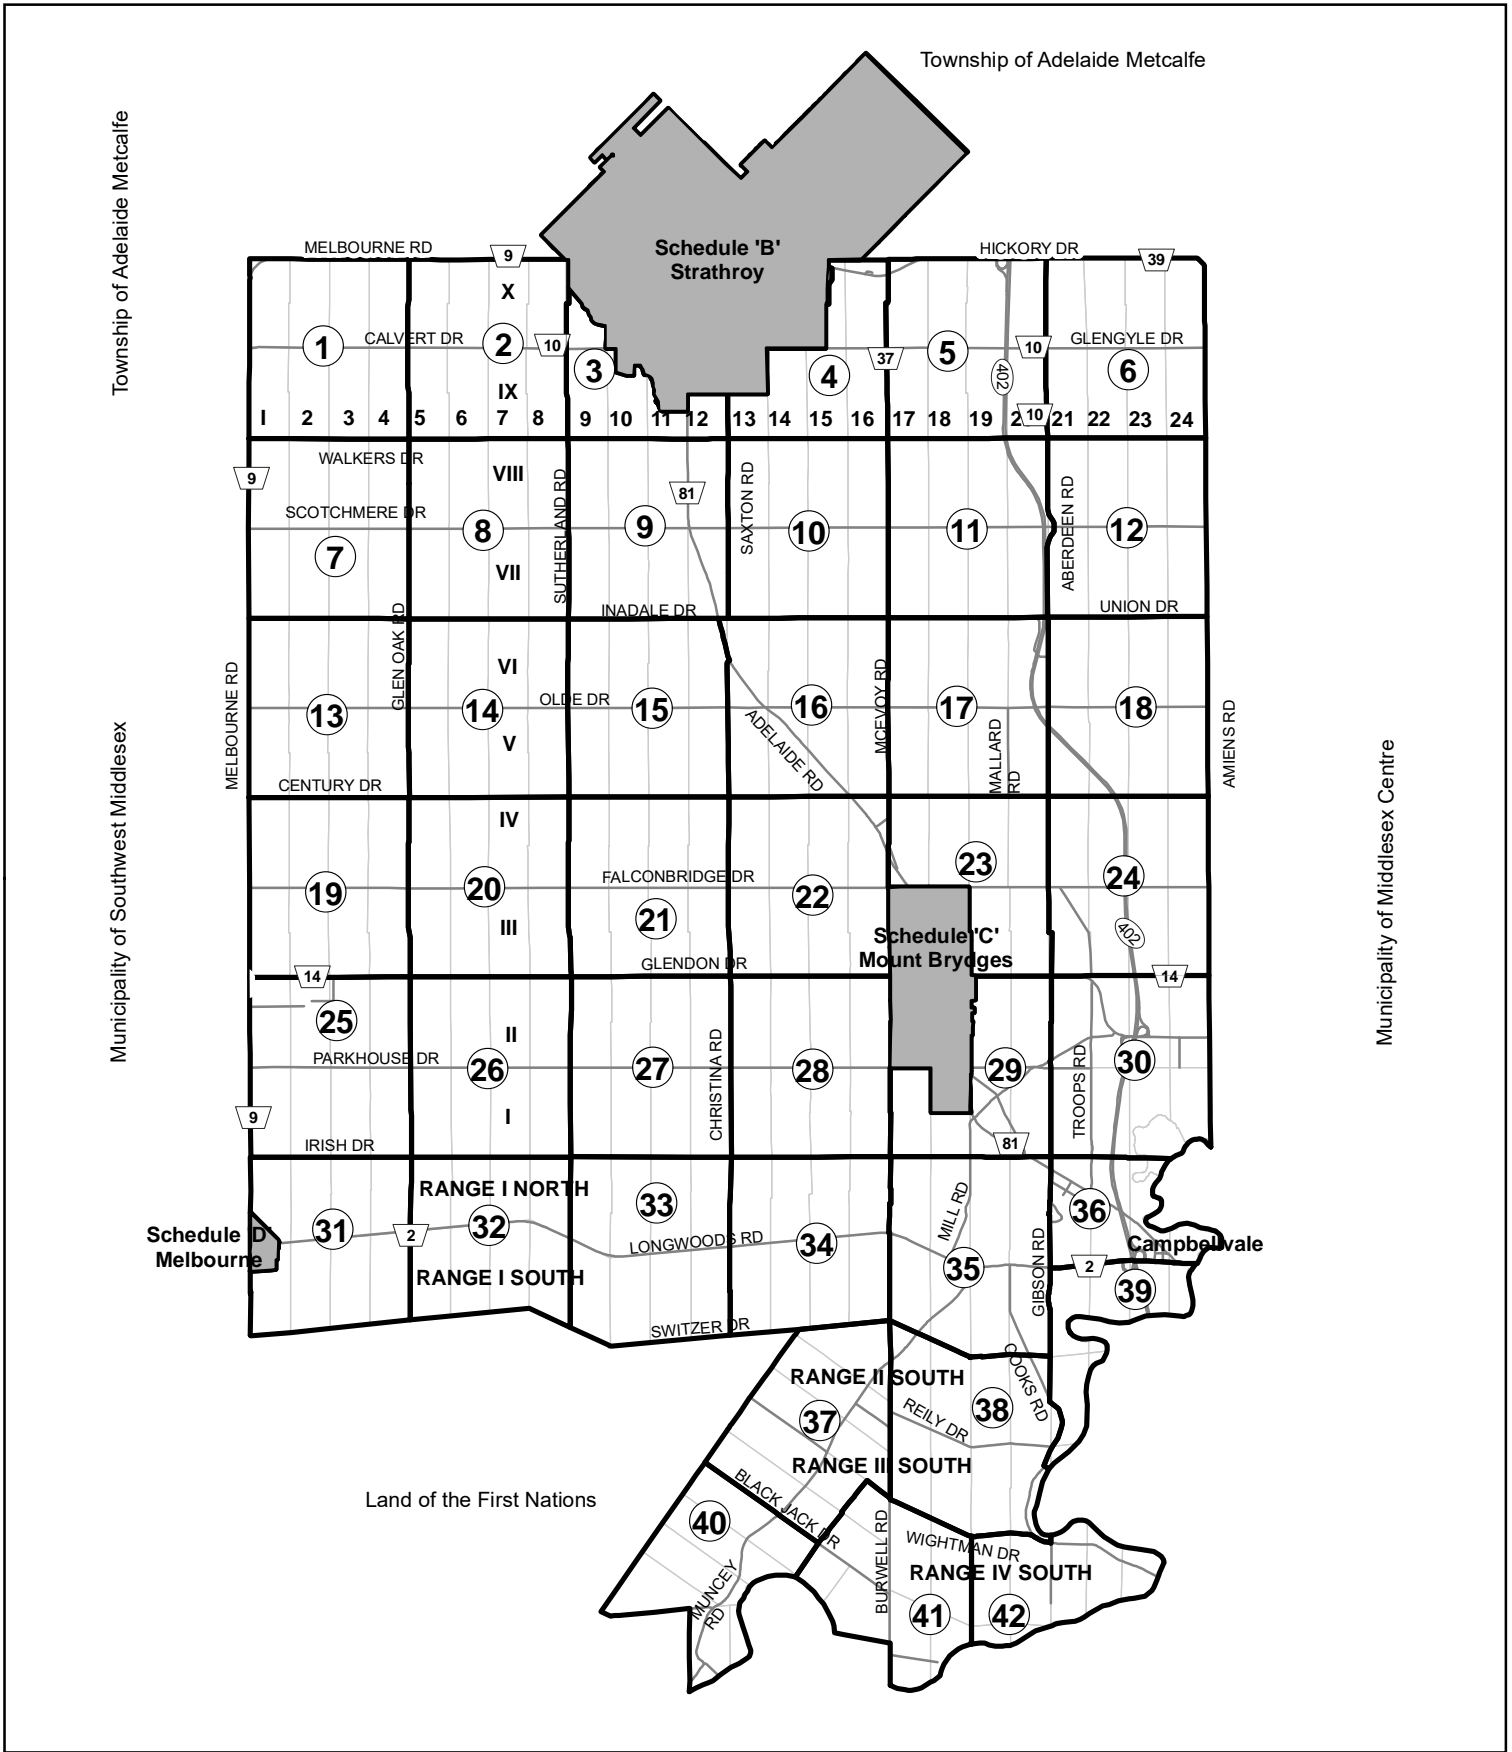 Township of Adelaide Metcalfe
Township of Adelaide Metcalfe
Schedule 'B'
Strathroy
MELBOURNE RD
9
HICKORY DR
39
X
CALVERT DR
GLENGYLE DR
1
2
10
3
4
37
5
402
10
6
IX
I 2 3 4 5 6 7 8 9 10 11 12 13 14 15 16 17 18 19 10 21 22 23 24
WALKERS DR
9
VIII
81
SUTHERLAND RD
SAXTON RD
ABERDEEN RD
SCOTCHMERE DR
7
8
9
10
11
12
VII
INADALE DR
UNION DR
GLEN OAK RD
VI
MELBOURNE RD
MCEVOY RD
OLDE DR
13
14
15
16
17
18
V
ADELAIDE RD
MALLARD
RD
AMIENS RD
CENTURY DR
Municipality of Southwest Middlesex
Municipality of Middlesex Centre
IV
23
FALCONBRIDGE DR
19
20
21
22
24
III
402
Schedule 'C'
Mount Brydges
GLENDON DR
14
14
25
II
PARKHOUSE DR
26
27
CHRISTINA RD
28
29
TROOPS RD
30
9
I
81
IRISH DR
RANGE I NORTH
Schedule 'D'
Melbourne
31
2
32
33
LONGWOODS RD
34
MILL RD
35
36
Campbellvale
GIBSON RD
2
39
RANGE I SOUTH
SWITZER DR
RANGE II SOUTH
COOKS RD
37
REILY DR
38
RANGE III SOUTH
Land of the First Nations
BLACK JACK DR
40
BURWELL RD
WIGHTMAN DR
RANGE IV SOUTH
MUNCEY
RD
41
42